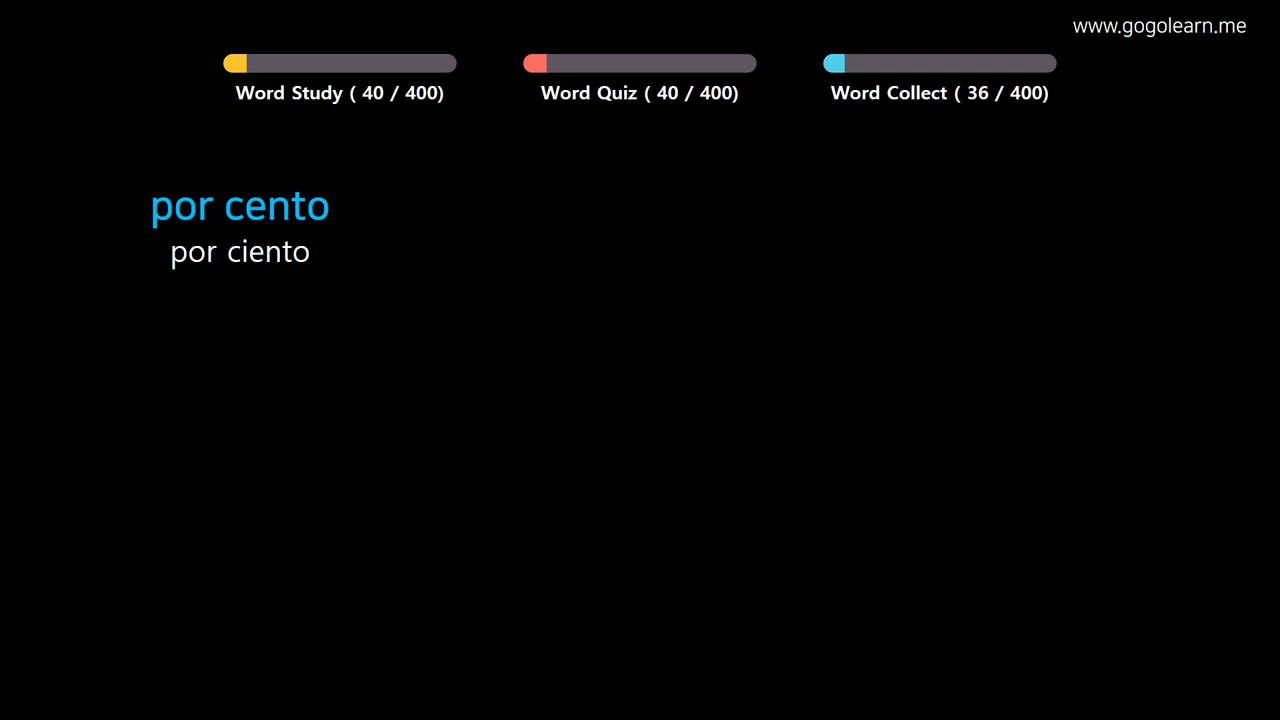 www.gogolearn.me
Word Study ( 40 / 400)
Word Quiz ( 40 / 400)
Word Collect ( 36 / 400)
por cento
por ciento